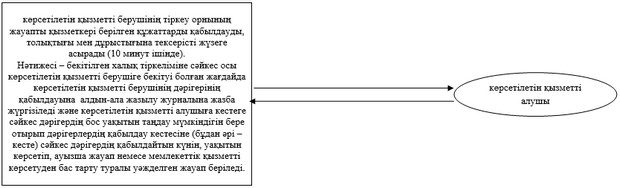 көрсетілетін қызметті берушінің тіркеу орнының
жауапты қызметкері берілген құжаттарды қабылдауды,
толықтығы мен дұрыстығына тексерісті жүзеге
асырады (10 минут ішінде).
Нәтижесі – бекітілген халық тіркеліміне сәйкес осы
көрсетілетін қызметті берушіге бекітуі болған жағдайда
көрсетілетін қызметті берушінің дәрігерінің
қабылдауына алдын-ала жазылу журналына жазба
жүргізіледі және көрсетілетін қызметті алушыға кестеге
сәйкес дәрігердің бос уақытын таңдау мүмкіндігін бере
отырып дәрігерлердің қабылдау кестесіне (бұдан әрі –
кесте) сәйкес дәрігердің қабылдайтын күнін, уақытын
көрсетіп, ауызша жауап немесе мемлекеттік қызметті
көрсетуден бас тарту туралы уәжделген жауап беріледі.
көрсетілетін қызметті
алушы